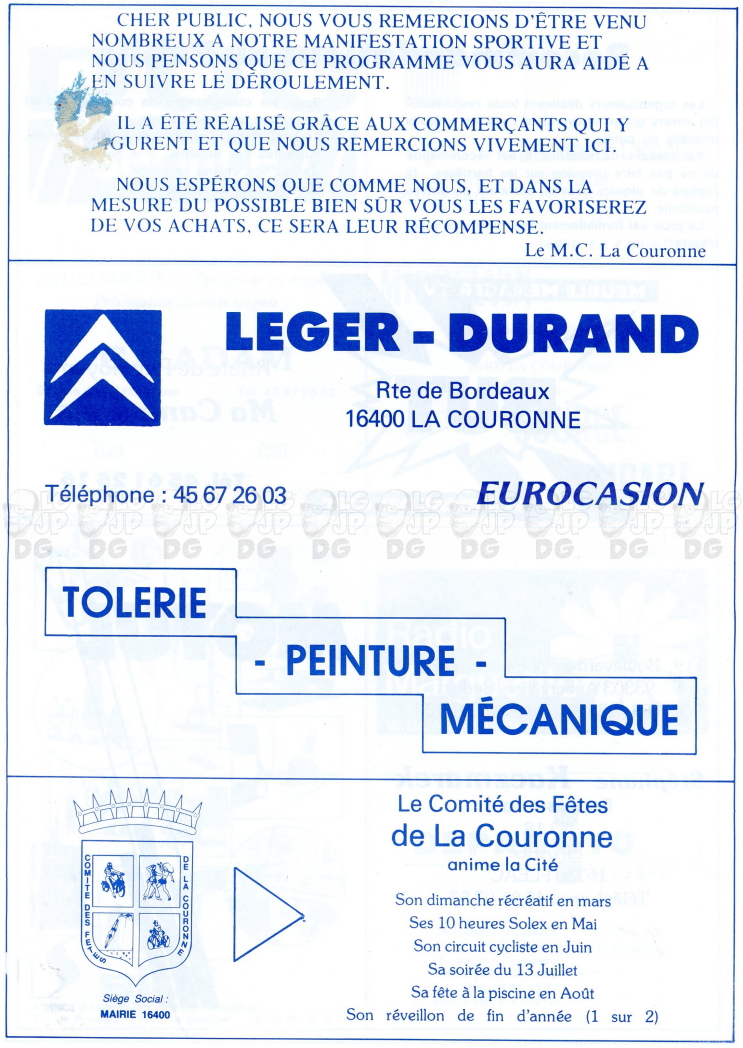 CHER PUBLIC, NOUS VOUS REMERCIONS D'ÊTRE VENU
NOMBREUX A NOTRE MANIFESTATION SPORTIVE ET
NOUS PENSONS QUE CE PROGRAMME VOUS AURA AIDÉ A
EN SUIVRE LE DÉROULEMENT.
IL A ÉTÉ RÉALISÉ GRÂCE AUX COMMERÇANTS QUI Y
GURENT ET QUE NOUS REMERCIONS VIVEMENT ICI.
NOUS ESPÉRONS QUE COMME NOUS, ET DANS LA
MESURE DU POSSIBLE BIEN SÛR VOUS LES FAVORISEREZ
DE VOS ACHATS, CE SERA LEUR RÉCOMPENSE.
Le M.C. La Couronne
LEGER - DURAND
Rte de Bordeaux
16400 LA COURONNE
Téléphone : 45 67 26 03
EUROCASION
LG JP DG
TOLERIE
- PEINTURE -
MÉCANIQUE
COMITE DES FETES
DE LA COURONNE
Siège Social :
MAIRIE 16400
Le Comité des Fêtes
de La Couronne
anime la Cité
Son dimanche récréatif en mars
Ses 10 heures Solex en Mai
Son circuit cycliste en Juin
Sa soirée du 13 Juillet
Sa fête à la piscine en Août
Son réveillon de fin d'année (1 sur 2)